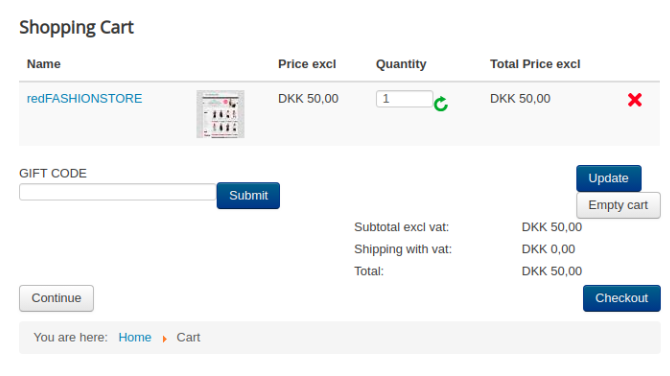 Shopping Cart
Name Price excl Quantity Total Price excl
redFASHIONSTORE DKK 50,00 1 DKK 50,00
GIFT CODE
Update
Submit
Empty cart
Subtotal excl vat: DKK 50,00
Shipping with vat: DKK 0,00
Total: DKK 50,00
Continue Checkout
You are here: Home Cart